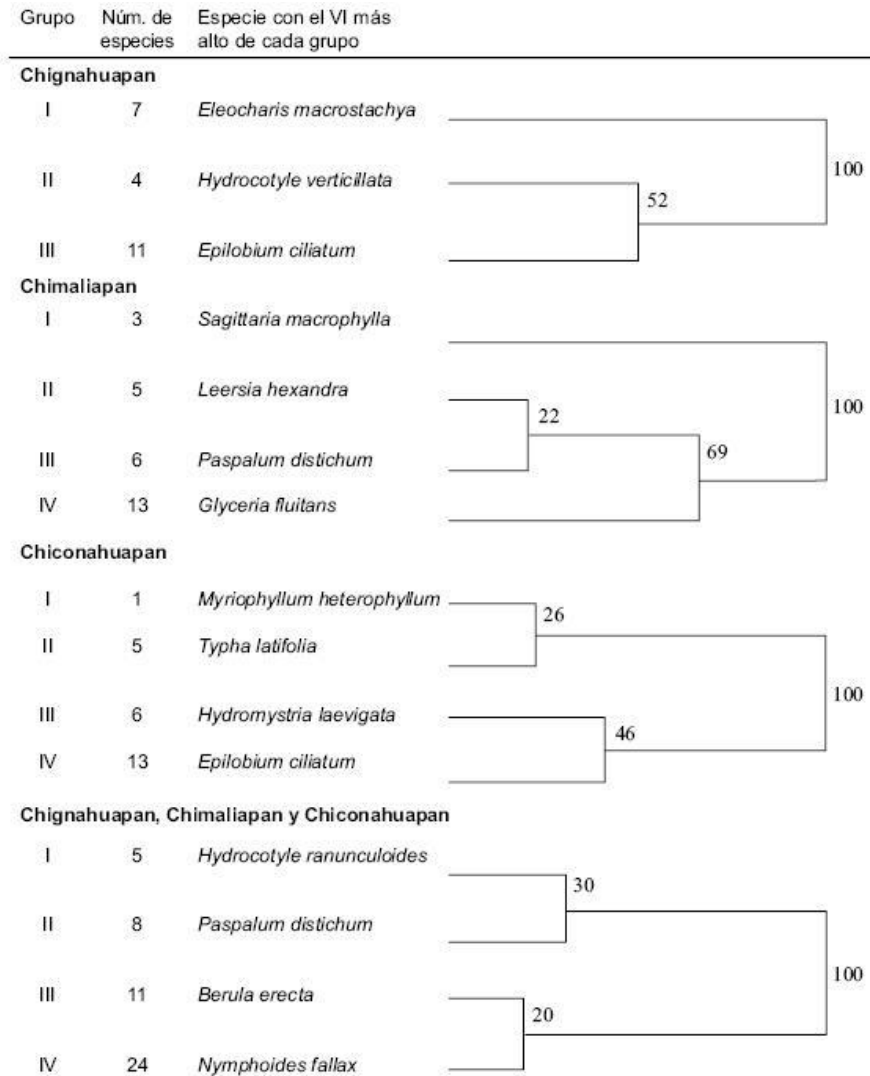 Grupo Núm. de Especie con el VI más
especies alto de cada grupo
Chignahuapan
I 7 Eleocharis macrostachya
100
II 4 Hydrocotyle verticillata
52
III 11 Epilobium ciliatum
Chimaliapan
I 3 Sagittaria macrophylla
II 5 Leersia hexandra
100
22
69
III 6 Paspalum distichum
IV 13 Glyceria fluitans
Chiconahuapan
I 1 Myriophyllum heterophyllum
26
II 5 Typha latifolia
100
III 6 Hydromystria laevigata
46
IV 13 Epilobium ciliatum
Chignahuapan, Chimaliapan y Chiconahuapan
I 5 Hydrocotyle ranunculoides
30
II 8 Paspalum distichum
100
III 11 Berula erecta
20
IV 24 Nymphoides fallax